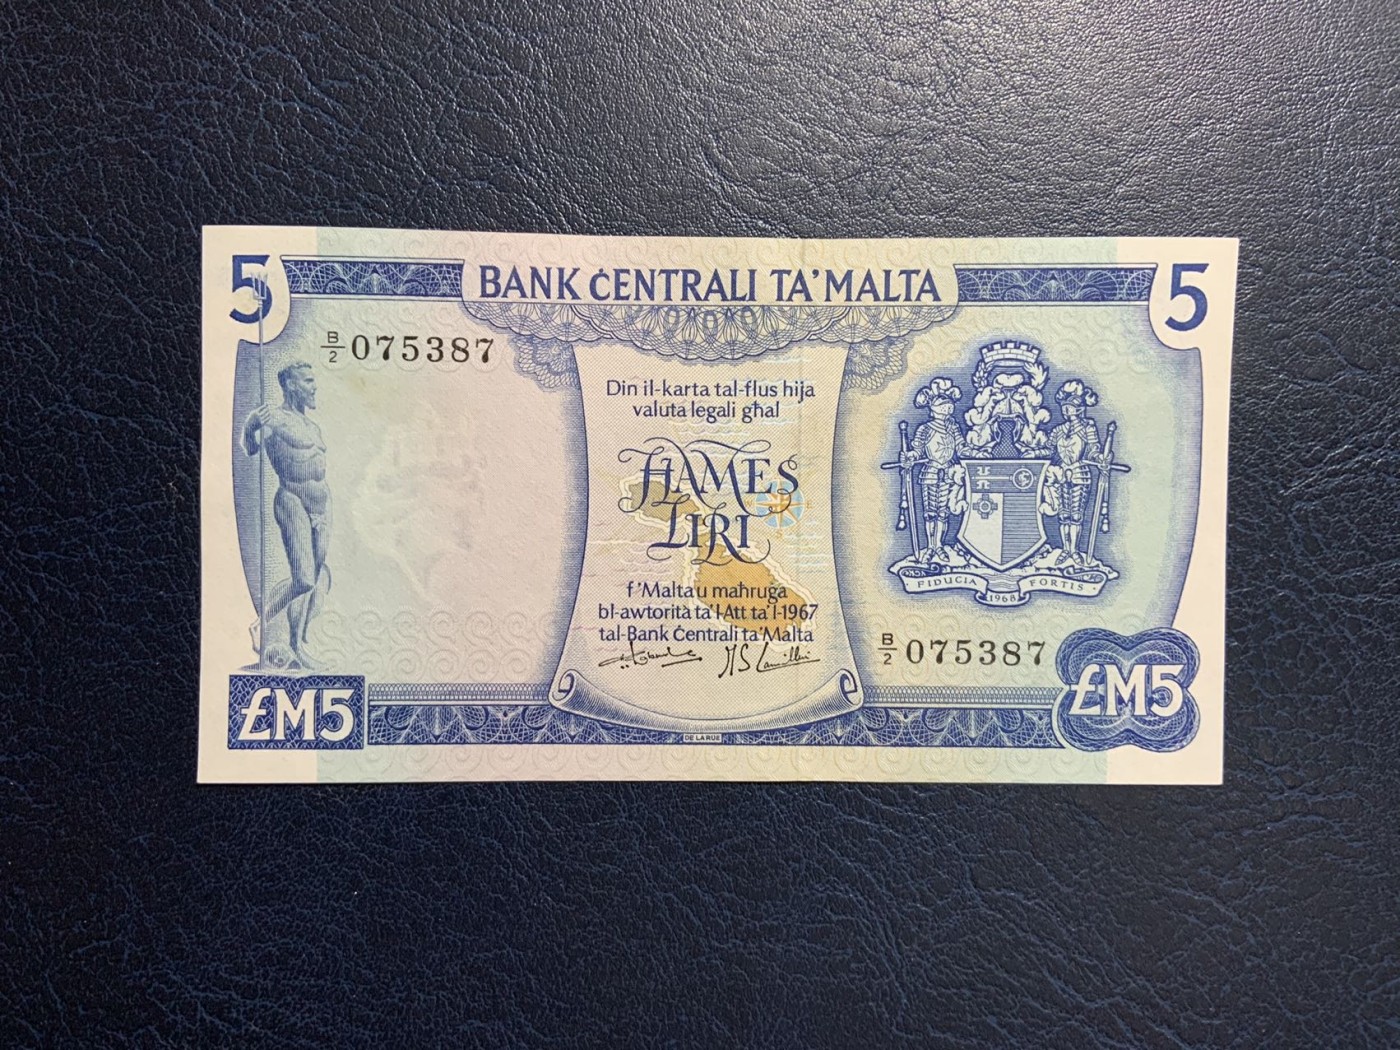 5
BANK ĊENTRALI TA' MALTA
5
B/2 075387
Din il-karta tal-flus hija
valuta legali għal
ĦAMES
LIRI
f'Malta u maħruġa
bl-awtorità ta' l-Att ta' l-1967
tal-Bank Ċentrali ta' Malta
FIDUCIA FORTIS
1968
B/2 075387
£M5
£M5
DE LA RUE